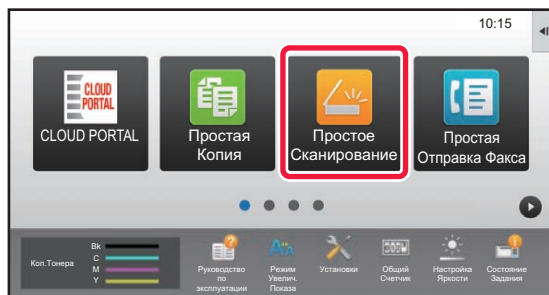 10:15
CLOUD
PORTAL
CLOUD PORTAL
Простая
Копия
Простое
Сканирование
Простая
Отправка Факса
Кол.Тонера
Bk
C
M
Y
Руководство
по
эксплуатации
Режим
Увелич.
Показа
Установки
Общий
Счетчик
Настройка
Яркости
Состояние
Задания